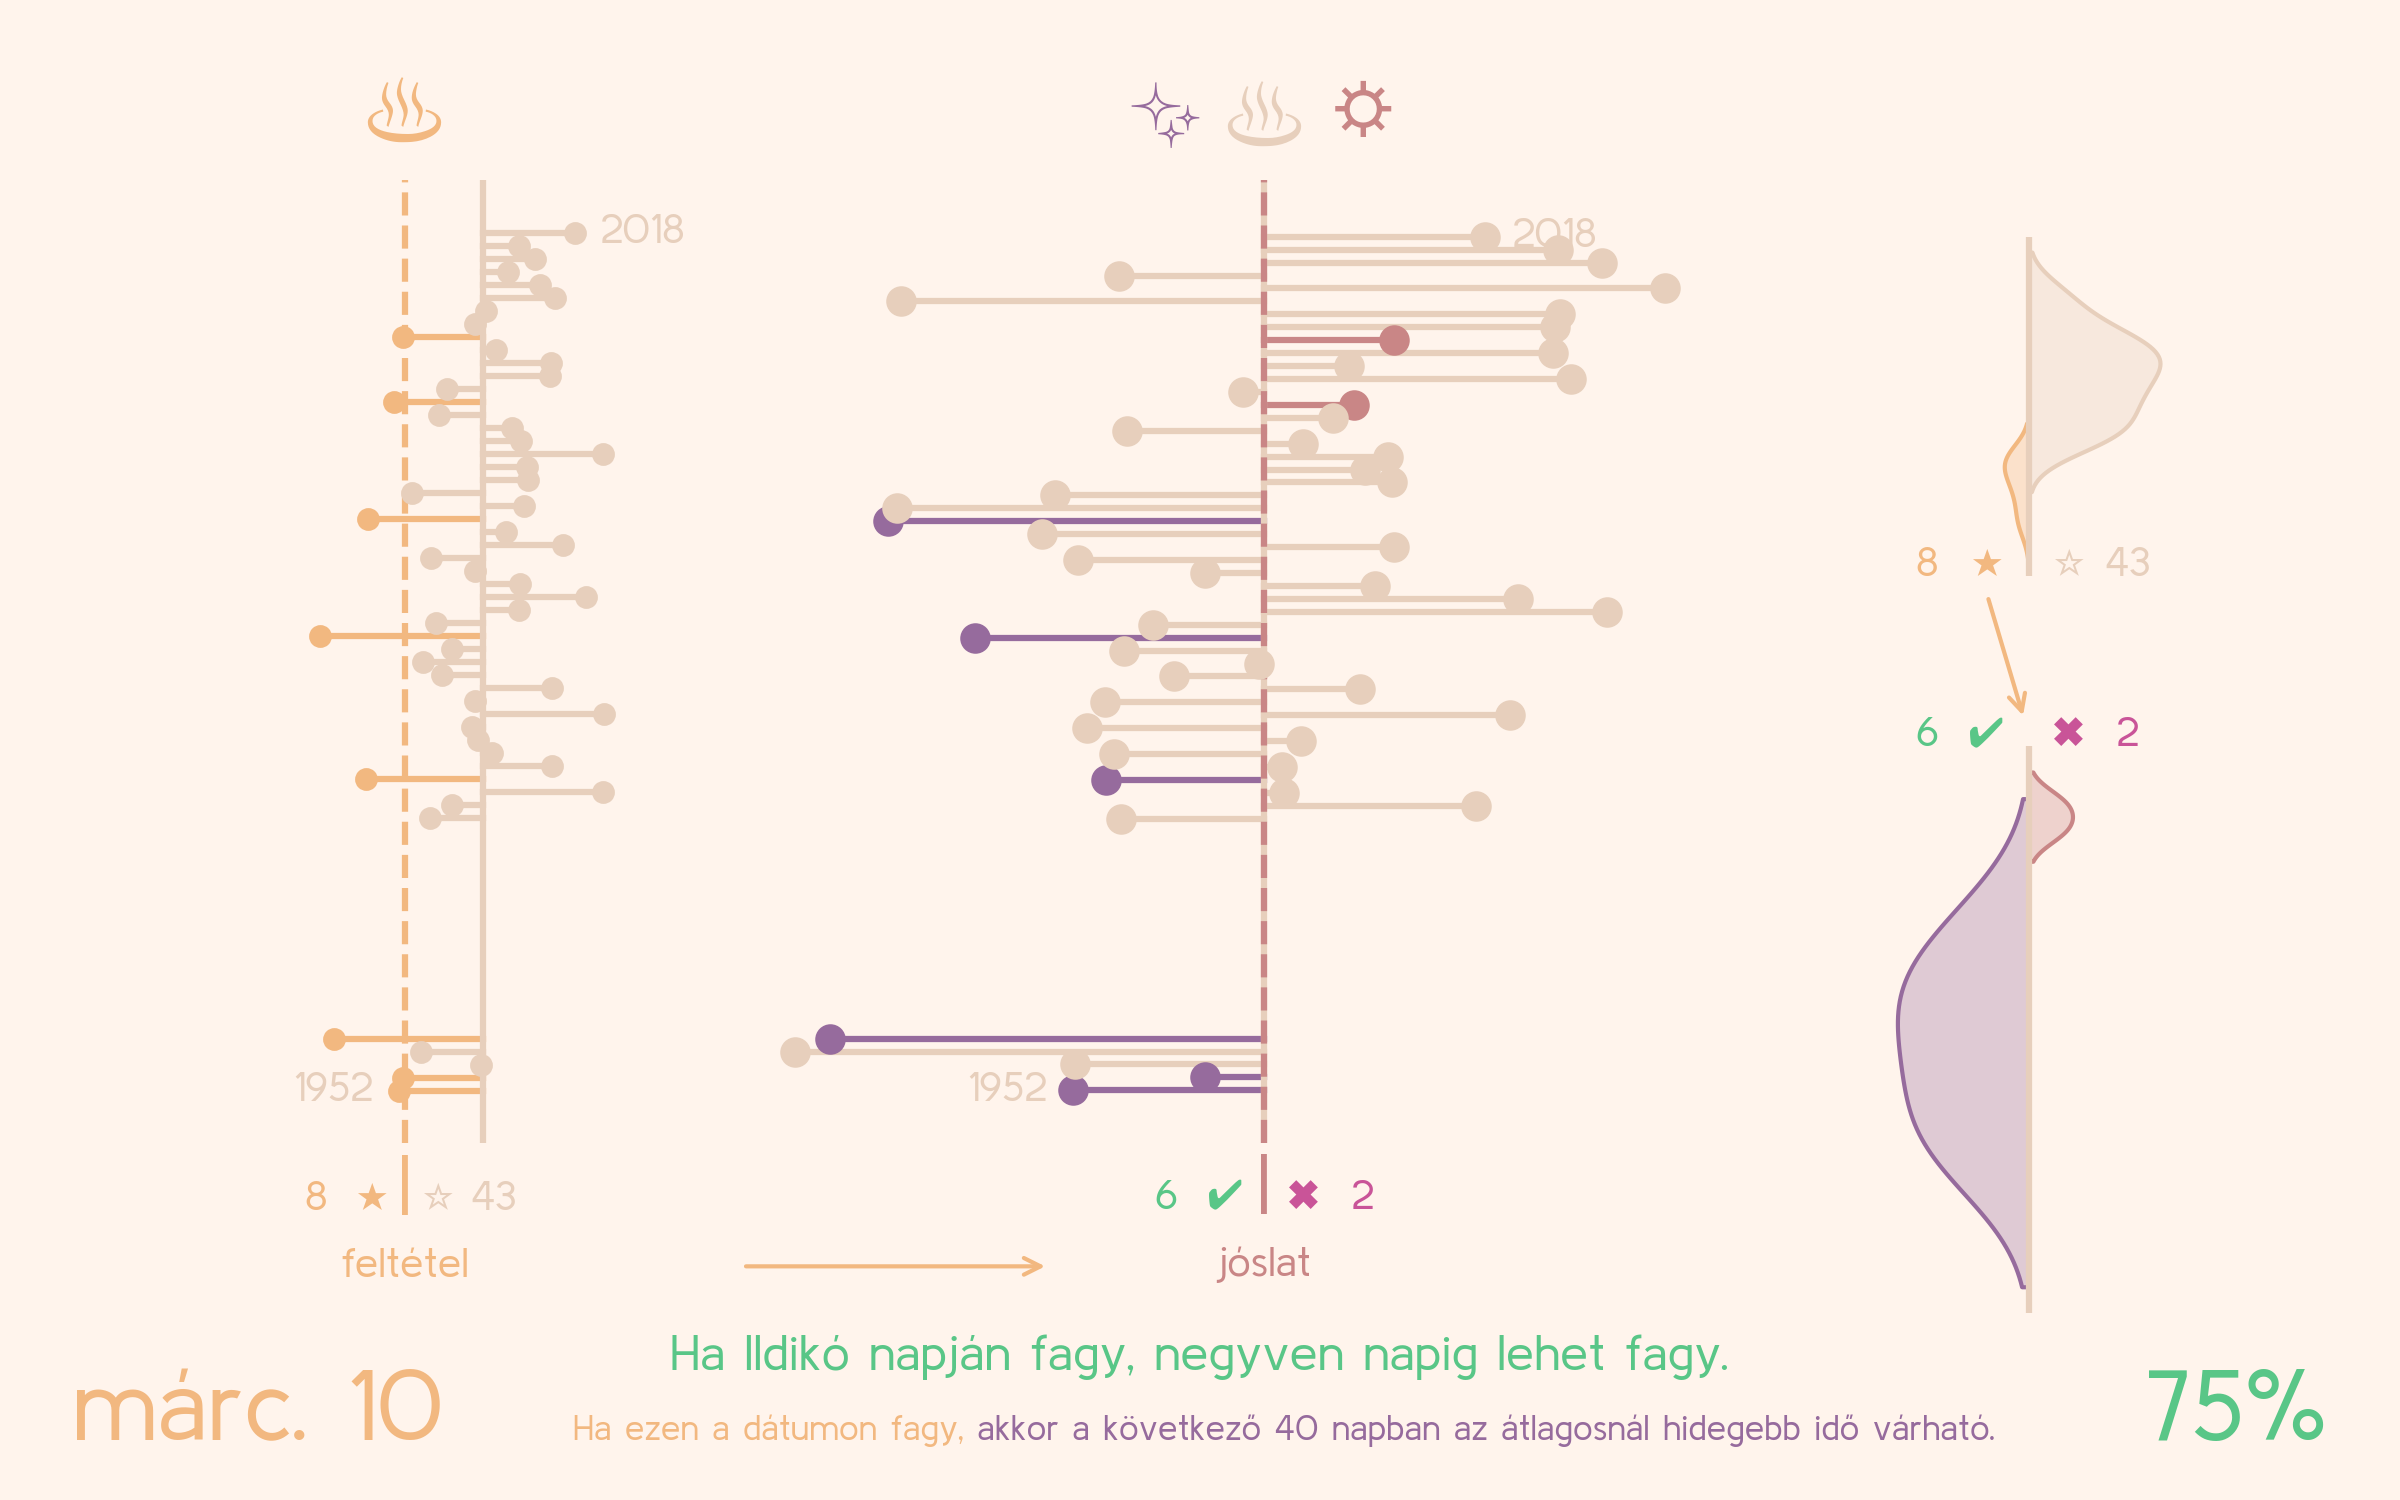 2018
2018
8 ★ ☆ 43
6 ✔ ✖ 2
1952
1952
8 ★ ☆ 43
6 ✔ ✖ 2
feltétel
jóslat
Ha Ildikó napján fagy, negyven napig lehet fagy.
márc. 10
Ha ezen a dátumon fagy, akkor a következő 40 napban az átlagosnál hidegebb idő várható.
75%